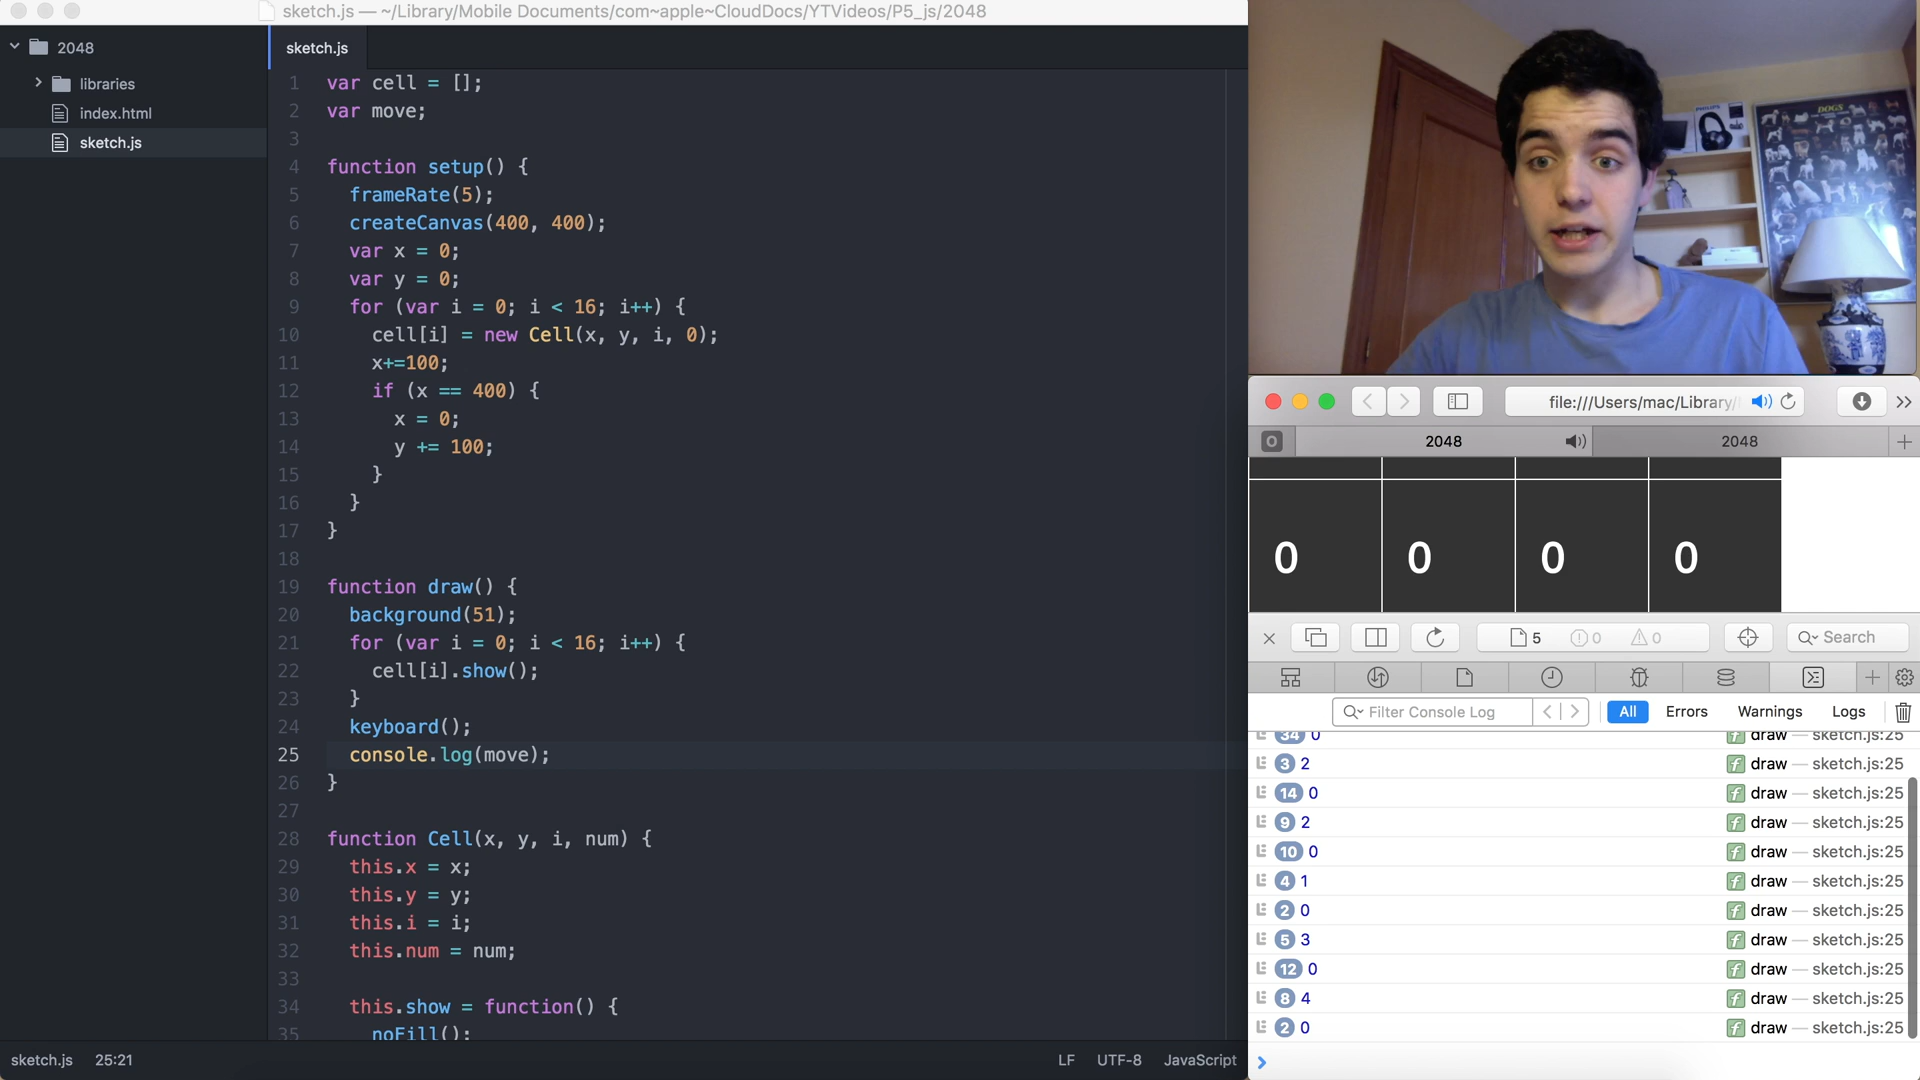 sketch.js — ~/Library/Mobile Documents/com~apple~CloudDocs/YTVideos/P5_js/2048
2048
libraries
index.html
sketch.js
sketch.js
1 var cell = [];
2 var move;
3
4 function setup() {
5 frameRate(5);
6 createCanvas(400, 400);
7 var x = 0;
8 var y = 0;
9 for (var i = 0; i < 16; i++) {
10 cell[i] = new Cell(x, y, i, 0);
11 x+=100;
12 if (x == 400) {
13 x = 0;
14 y += 100;
15 }
16 }
17 }
18
19 function draw() {
20 background(51);
21 for (var i = 0; i < 16; i++) {
22 cell[i].show();
23 }
24 keyboard();
25 console.log(move);
26 }
27
28 function Cell(x, y, i, num) {
29 this.x = x;
30 this.y = y;
31 this.i = i;
32 this.num = num;
33
34 this.show = function() {
35 noFill();
sketch.js 25:21 LF UTF-8 JavaScript
DOGS
PHILIPS
file:///Users/mac/Library/
O 2048 2048
0 0 0 0
5 0 0 Search
Filter Console Log All Errors Warnings Logs
34 0 draw — sketch.js:25
3 2 draw — sketch.js:25
14 0 draw — sketch.js:25
9 2 draw — sketch.js:25
10 0 draw — sketch.js:25
4 1 draw — sketch.js:25
2 0 draw — sketch.js:25
5 3 draw — sketch.js:25
12 0 draw — sketch.js:25
8 4 draw — sketch.js:25
2 0 draw — sketch.js:25